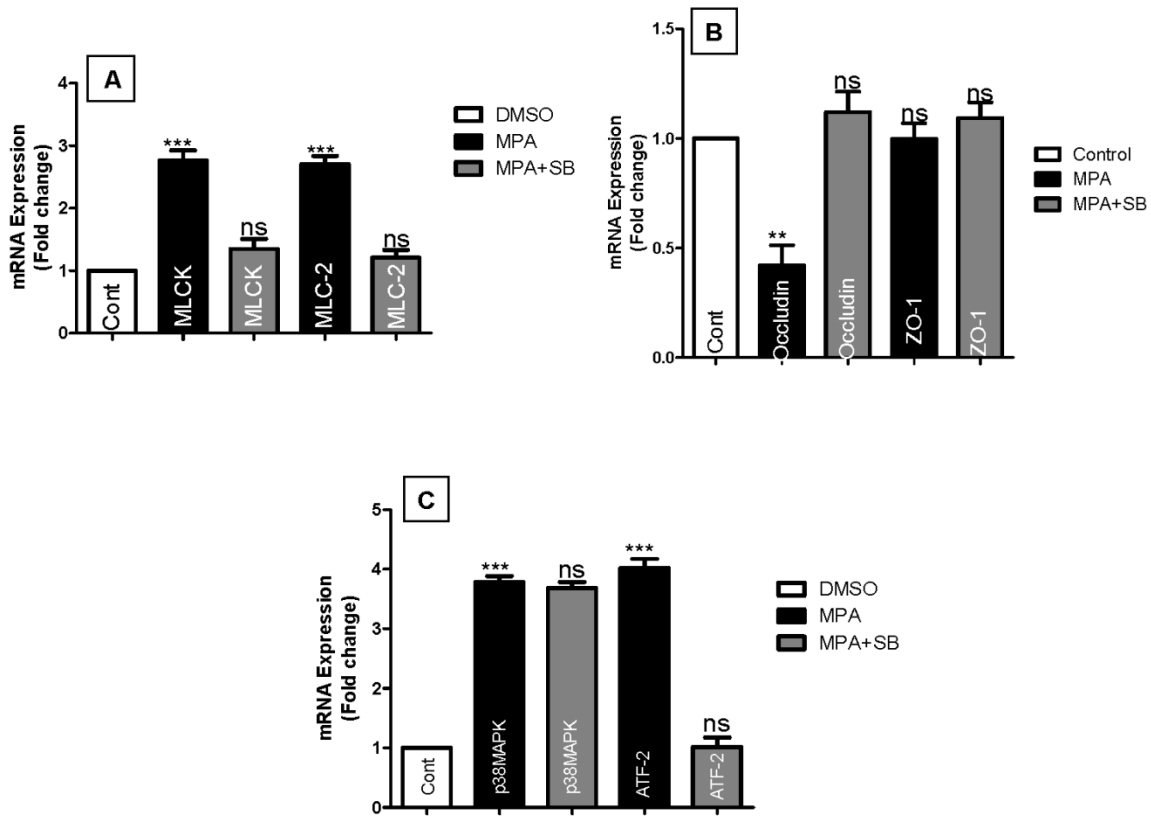 A
mRNA Expression
(Fold change)
4
3
2
1
0
***
ns
***
ns
Cont
MLCK
MLCK
MLC-2
MLC-2
DMSO
MPA
MPA+SB
B
mRNA Expression
(Fold change)
1.5
1.0
0.5
0.0
**
ns
ns
ns
Cont
Occludin
Occludin
ZO-1
ZO-1
Control
MPA
MPA+SB
C
mRNA Expression
(Fold change)
5
4
3
2
1
0
***
ns
***
ns
Cont
p38MAPK
p38MAPK
ATF-2
ATF-2
DMSO
MPA
MPA+SB